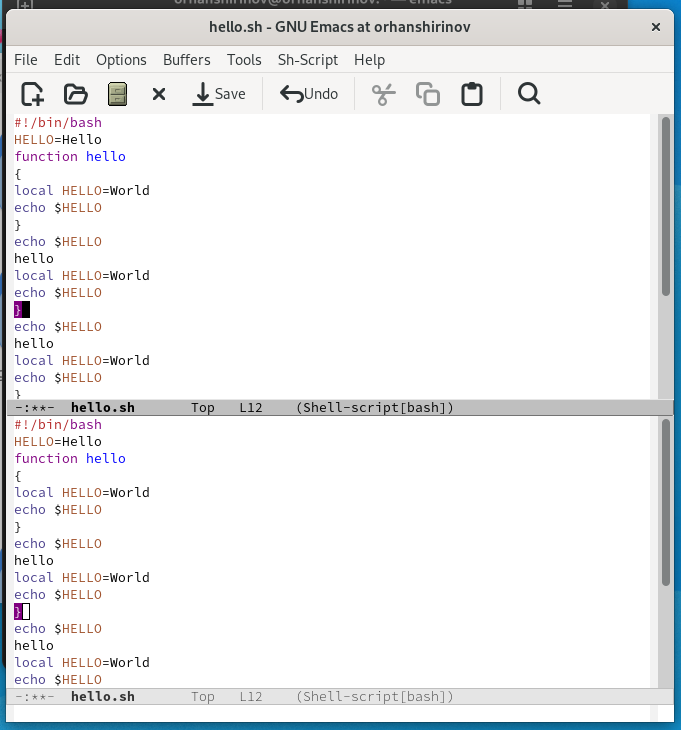 orhanshirinov@orhanshirinov: — emacs
hello.sh - GNU Emacs at orhanshirinov
File Edit Options Buffers Tools Sh-Script Help
Save Undo
#!/bin/bash
HELLO=Hello
function hello
{
local HELLO=World
echo $HELLO
}
echo $HELLO
hello
local HELLO=World
echo $HELLO
}
echo $HELLO
hello
local HELLO=World
echo $HELLO
}
-:**- hello.sh Top L12 (Shell-script[bash])
#!/bin/bash
HELLO=Hello
function hello
{
local HELLO=World
echo $HELLO
}
echo $HELLO
hello
local HELLO=World
echo $HELLO
}
echo $HELLO
hello
local HELLO=World
echo $HELLO
-:**- hello.sh Top L12 (Shell-script[bash])